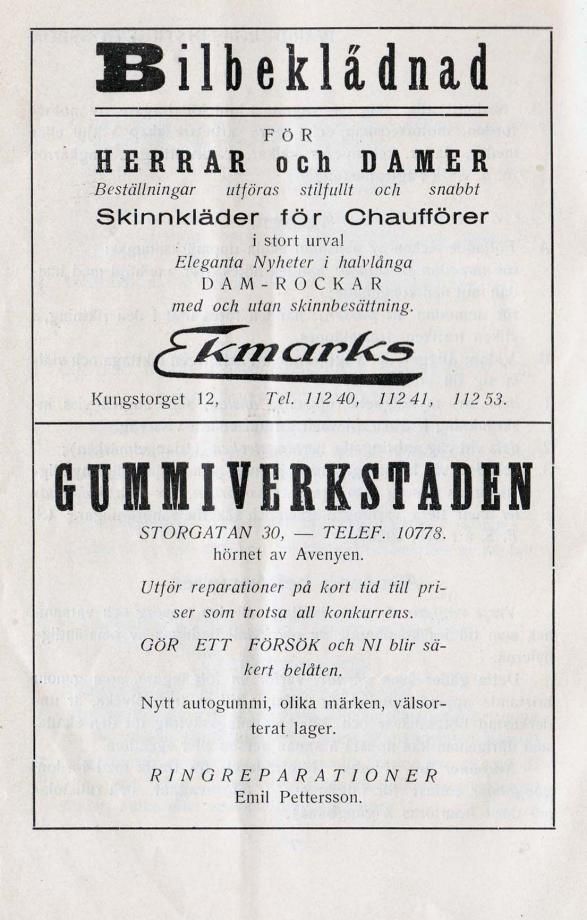 Bilbeklädnad
FÖR
HERRAR och DAMER
Beställningar utföras stilfullt och snabbt
Skinnkläder för Chaufförer
i stort urval
Eleganta Nyheter i halvlånga
DAM-ROCKAR
med och utan skinnbesättning.
Ekmarks
Kungstorget 12, Tel. 112 40, 112 41, 112 53.
GUMMIVERKSTADEN
STORGATAN 30, — TELEF. 10778.
hörnet av Avenyen.
Utför reparationer på kort tid till pri-
ser som trotsa all konkurrens.
GÖR ETT FÖRSÖK och NI blir sä-
kert belåten.
Nytt autogummi, olika märken, välsor-
terat lager.
RINGREPARATIONER
Emil Pettersson.